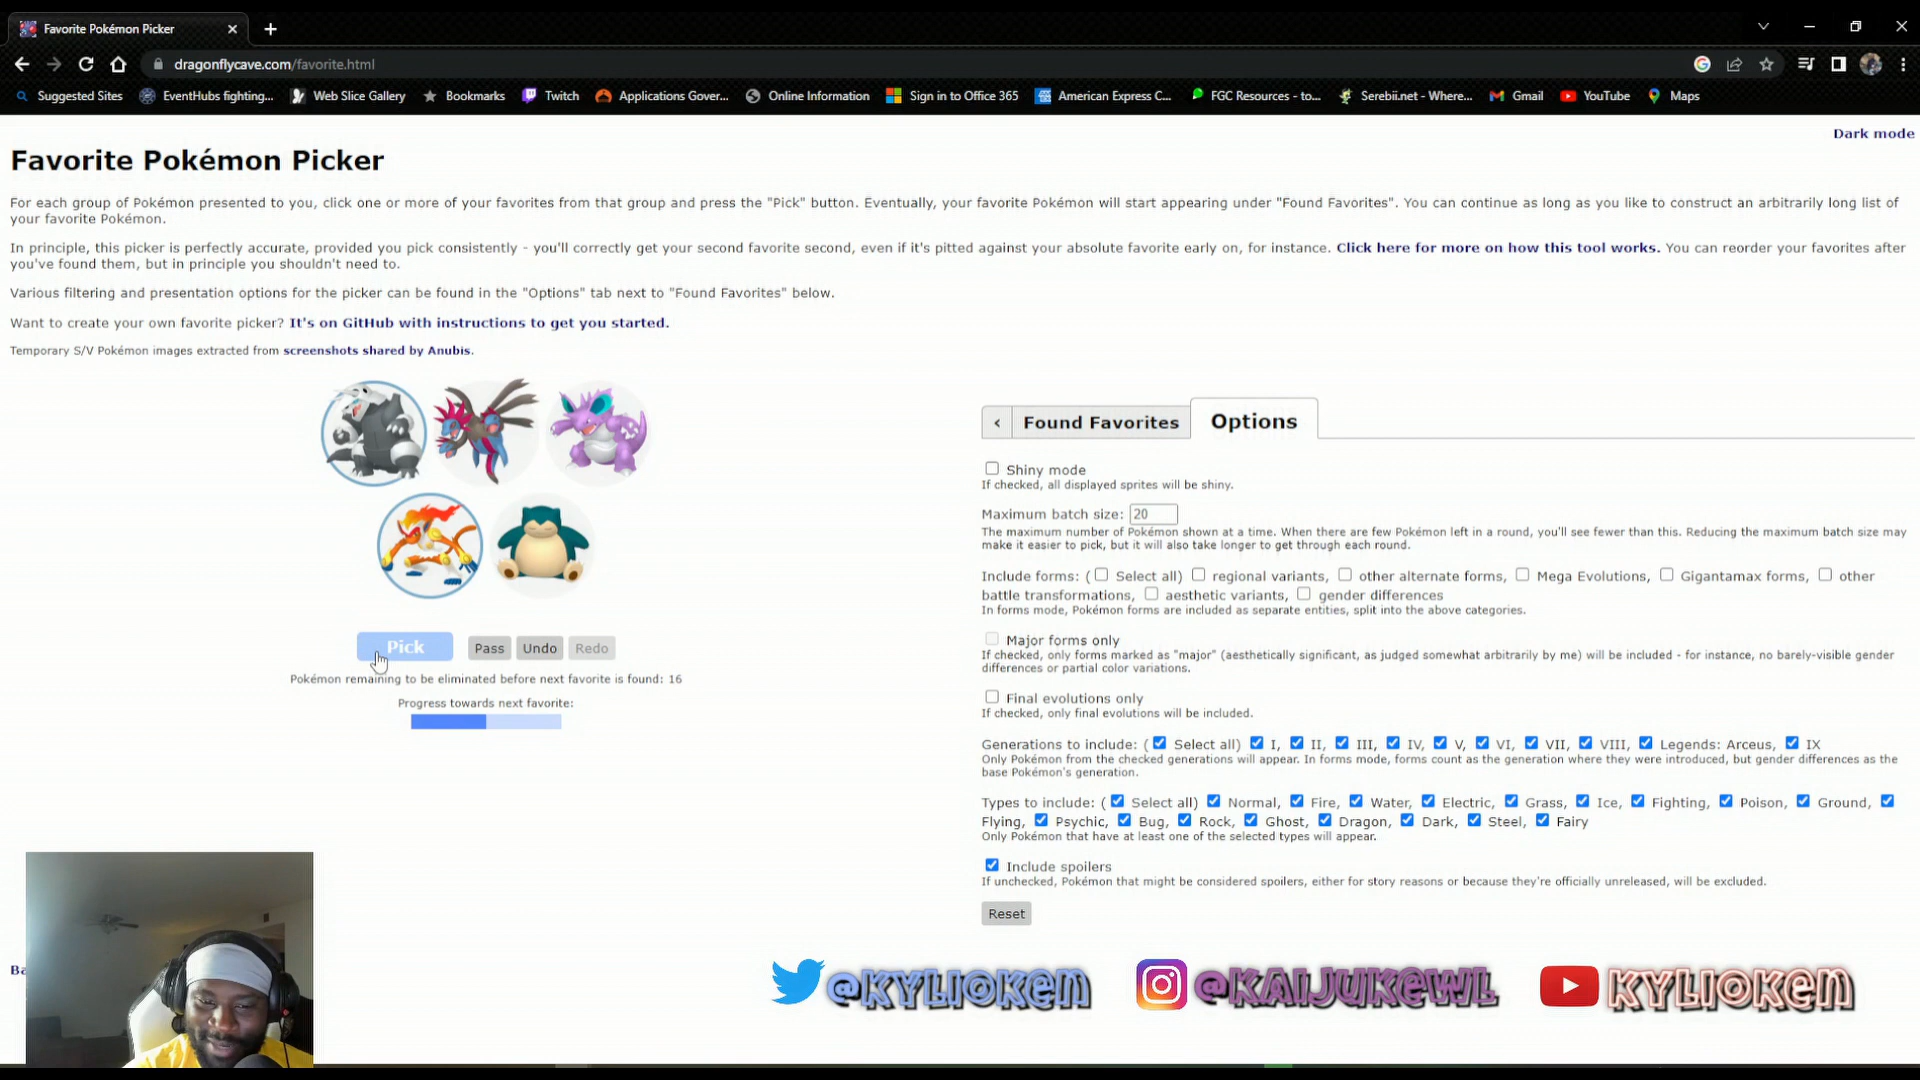 Favorite Pokémon Picker
dragonflycave.com/favorite.html
Suggested Sites
EventHubs fighting...
Web Slice Gallery
Bookmarks
Twitch
Applications Gover...
Online Information
Sign in to Office 365
American Express C...
FGC Resources - to...
Serebii.net - Where...
Gmail
YouTube
Maps
Dark mode
Favorite Pokémon Picker
For each group of Pokémon presented to you, click one or more of your favorites from that group and press the "Pick" button. Eventually, your favorite Pokémon will start appearing under "Found Favorites". You can continue as long as you like to construct an arbitrarily long list of
your favorite Pokémon.
In principle, this picker is perfectly accurate, provided you pick consistently - you'll correctly get your second favorite second, even if it's pitted against your absolute favorite early on, for instance. Click here for more on how this tool works. You can reorder your favorites after
you've found them, but in principle you shouldn't need to.
Various filtering and presentation options for the picker can be found in the "Options" tab next to "Found Favorites" below.
Want to create your own favorite picker? It's on GitHub with instructions to get you started.
Temporary S/V Pokémon images extracted from screenshots shared by Anubis.
Pick
Pass
Undo
Redo
Pokémon remaining to be eliminated before next favorite is found: 16
Progress towards next favorite:
‹
Found Favorites
Options
Shiny mode
If checked, all displayed sprites will be shiny.
Maximum batch size: 20
The maximum number of Pokémon shown at a time. When there are few Pokémon left in a round, you'll see fewer than this. Reducing the maximum batch size may
make it easier to pick, but it will also take longer to get through each round.
Include forms: ( Select all) regional variants, other alternate forms, Mega Evolutions, Gigantamax forms, other
battle transformations, aesthetic variants, gender differences
In forms mode, Pokémon forms are included as separate entities, split into the above categories.
Major forms only
If checked, only forms marked as "major" (aesthetically significant, as judged somewhat arbitrarily by me) will be included - for instance, no barely-visible gender
differences or partial color variations.
Final evolutions only
If checked, only final evolutions will be included.
Generations to include: ( Select all) I, II, III, IV, V, VI, VII, VIII, Legends: Arceus, IX
Only Pokémon from the checked generations will appear. In forms mode, forms count as the generation where they were introduced, but gender differences as the
base Pokémon's generation.
Types to include: ( Select all) Normal, Fire, Water, Electric, Grass, Ice, Fighting, Poison, Ground,
Flying, Psychic, Bug, Rock, Ghost, Dragon, Dark, Steel, Fairy
Only Pokémon that have at least one of the selected types will appear.
Include spoilers
If unchecked, Pokémon that might be considered spoilers, either for story reasons or because they're officially unreleased, will be excluded.
Reset
Ba
@KYLIOKEN
@KAIJUKEWL
KYLIOKEN